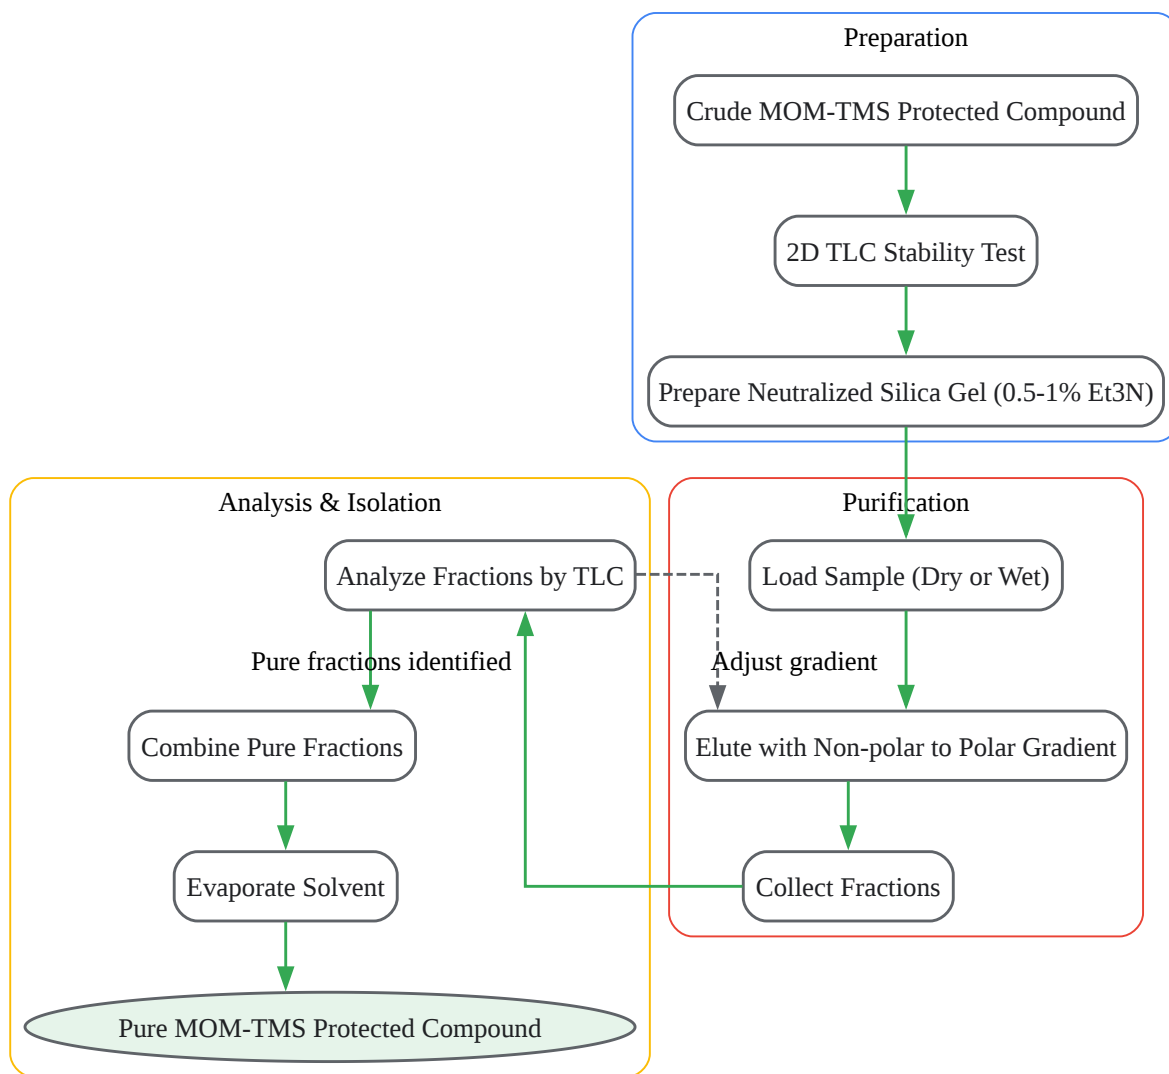 Preparation
Crude MOM-TMS Protected Compound
2D TLC Stability Test
Prepare Neutralized Silica Gel (0.5-1% Et3N)
Purification
Load Sample (Dry or Wet)
Adjust gradient
Elute with Non-polar to Polar Gradient
Collect Fractions
Analysis & Isolation
Analyze Fractions by TLC
Pure fractions identified
Combine Pure Fractions
Evaporate Solvent
Pure MOM-TMS Protected Compound